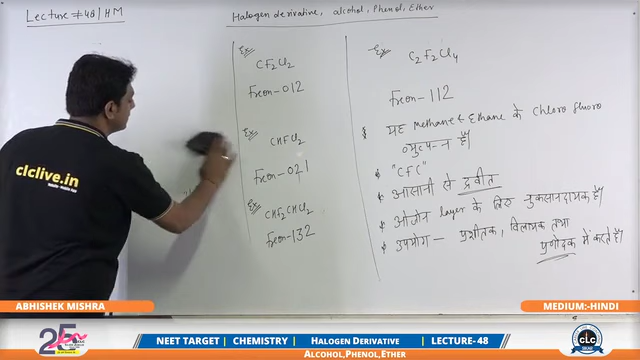 Lecture #48/HM
Halogen derivative, alcohol, Phenol, Ether
Ex
CF2Cl2
Freon-012
Ex
CHFCl2
Freon-021
Ex
CHF2CHCl2
Freon-132
Ex
C2F2Cl4
Freon-112
* यह Methane & Ethane के Chloro fluoro
व्युत्पन्न हैं।
* "CFC"
* आसानी से द्रवीत
* ओजोन layer के लिए नुकसानदायक हैं।
* उपयोग — प्रशीतक, विलायक तथा
प्रणोदक में करते हैं।
clclive.in
ABHISHEK MISHRA
MEDIUM:-HINDI
25
NEET TARGET | CHEMISTRY | HALOGEN DERIVATIVE | LECTURE-48
ALCOHOL,PHENOL,ETHER
CLC